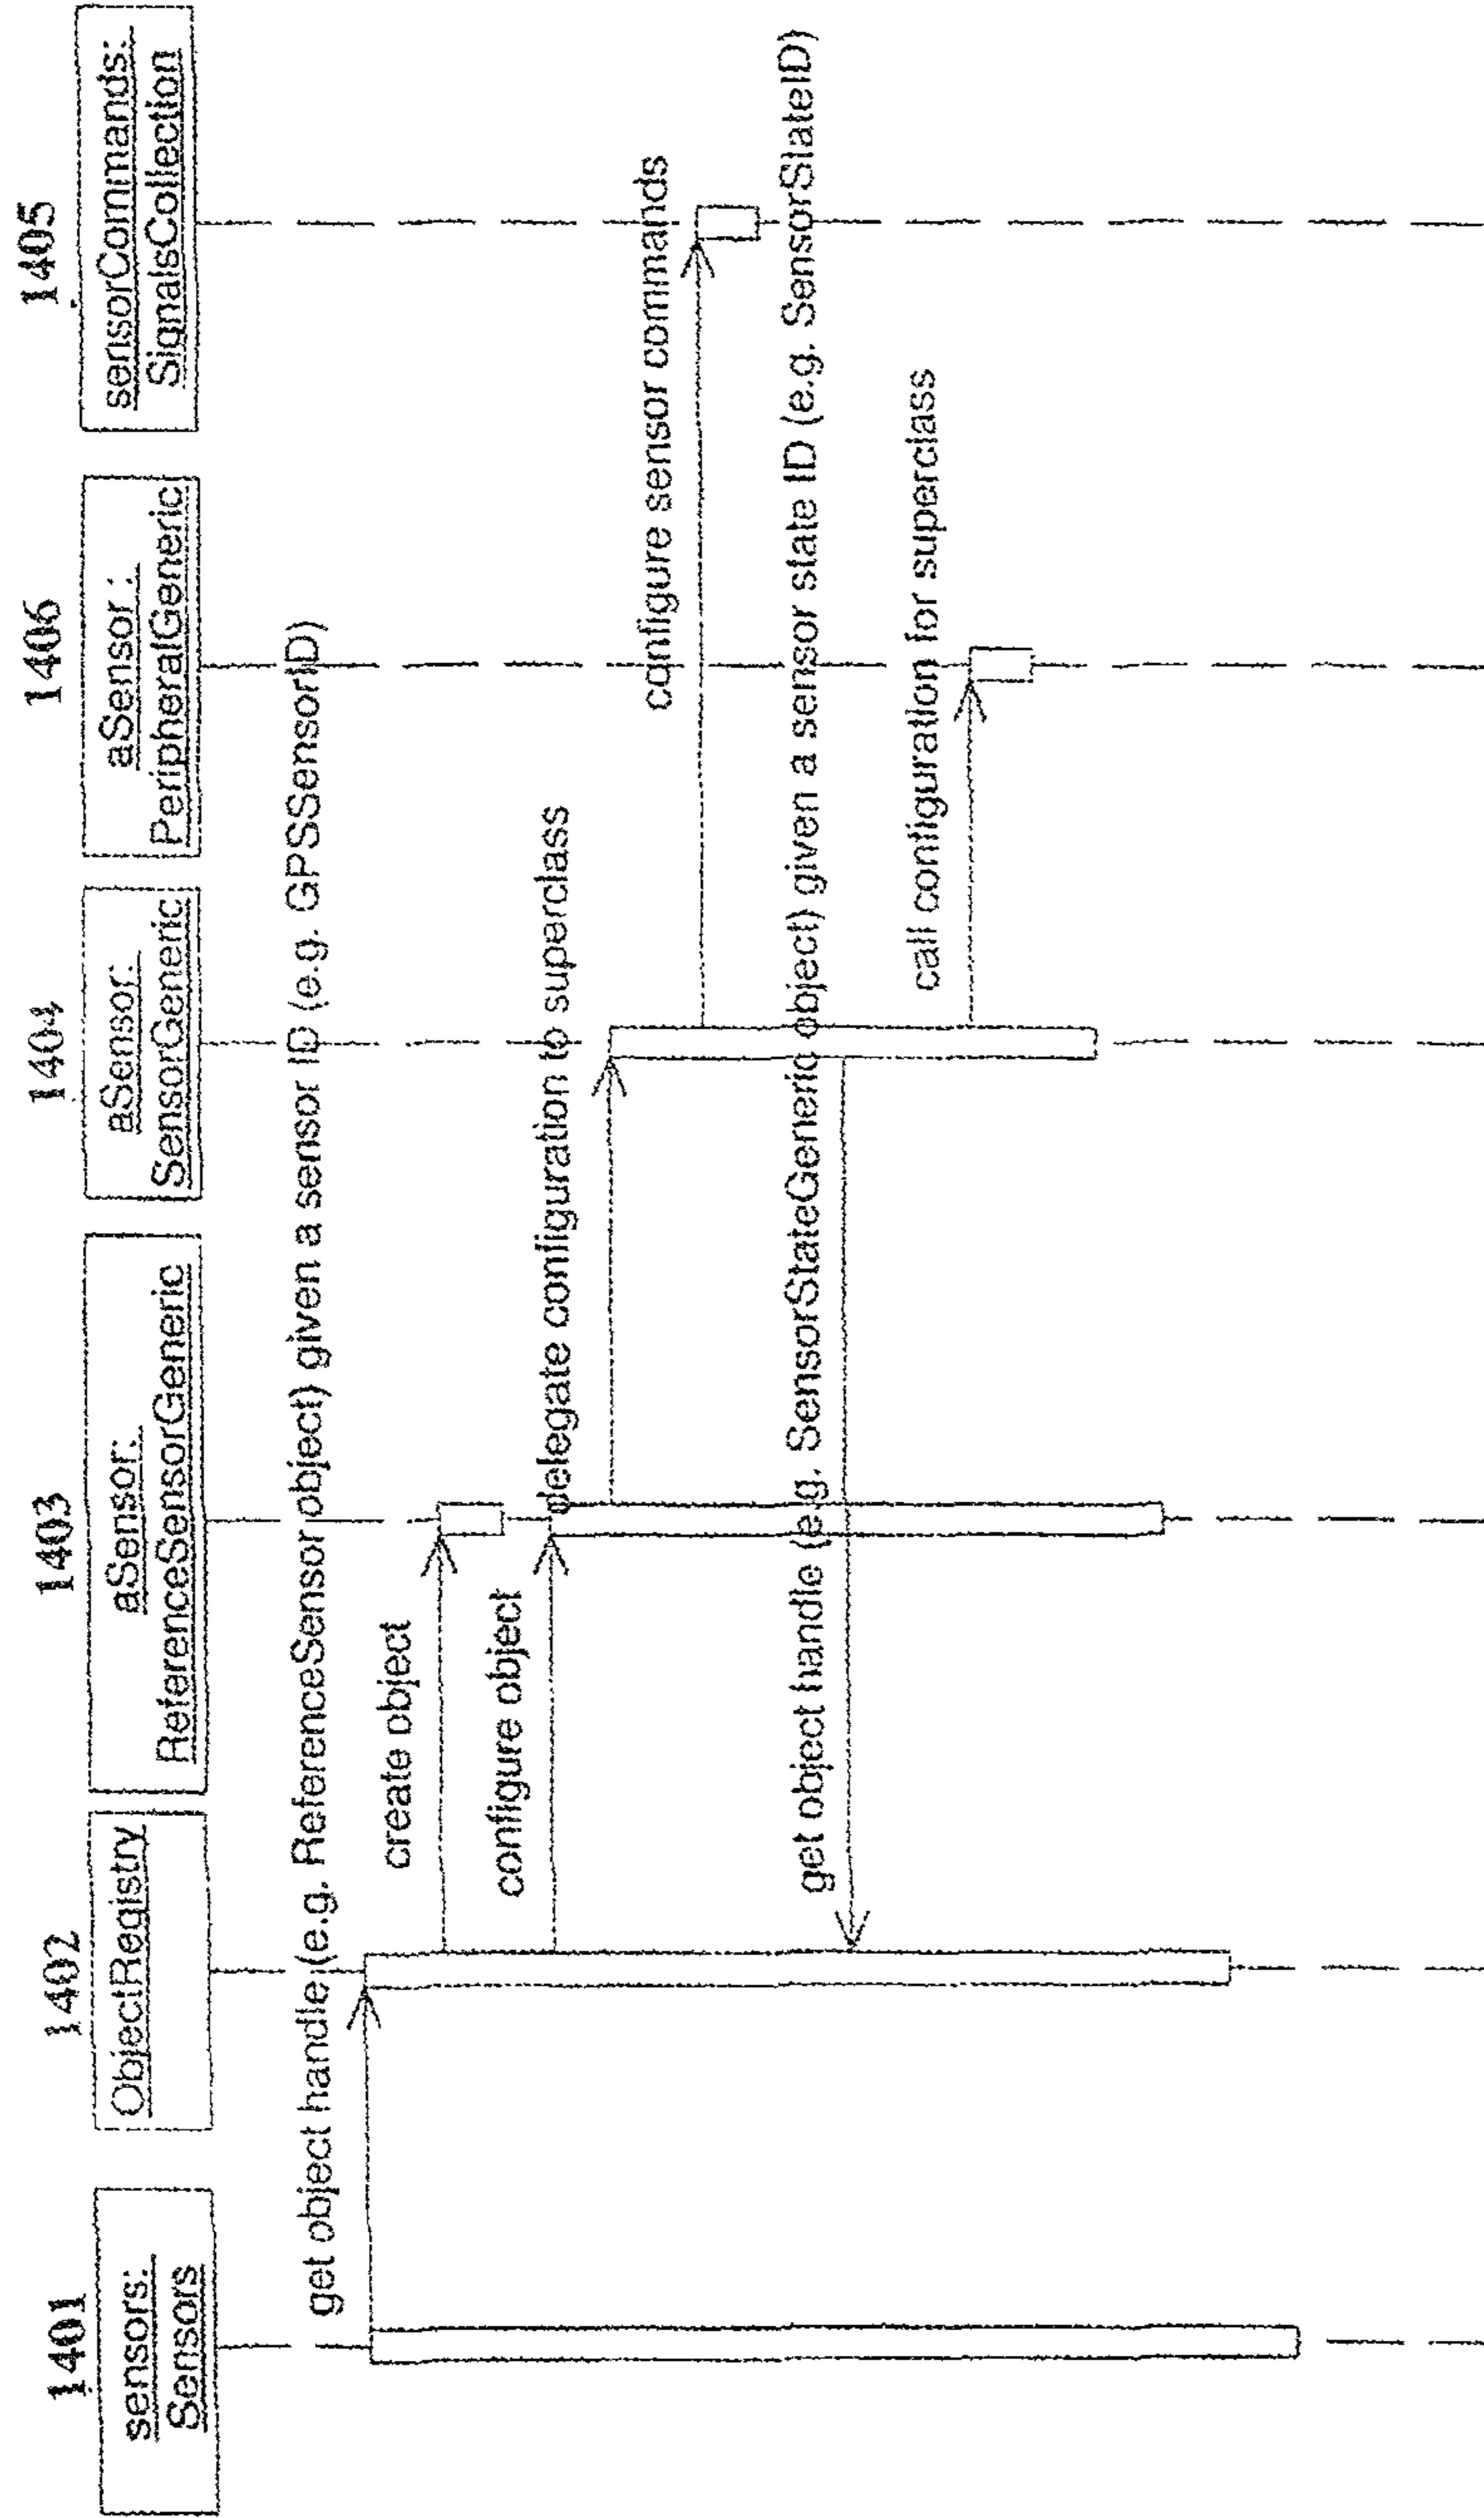 1401
1402
1403
1404
1406
1405
sensors:
Sensors
ObjectRegistry
aSensor:
ReferenceSensorGeneric
aSensor:
SensorGeneric
aSensor :
PeripheralGeneric
sensorCommands:
SignalsCollection
get object handle (e.g. ReferenceSensor object) given a sensor ID (e.g. GPSSensorID)
create object
configure object
delegate configuration to superclass
configure sensor commands
get object handle (e.g. SensorStateGeneric object) given a sensor state ID (e.g. SensorStateID)
call configuration for superclass